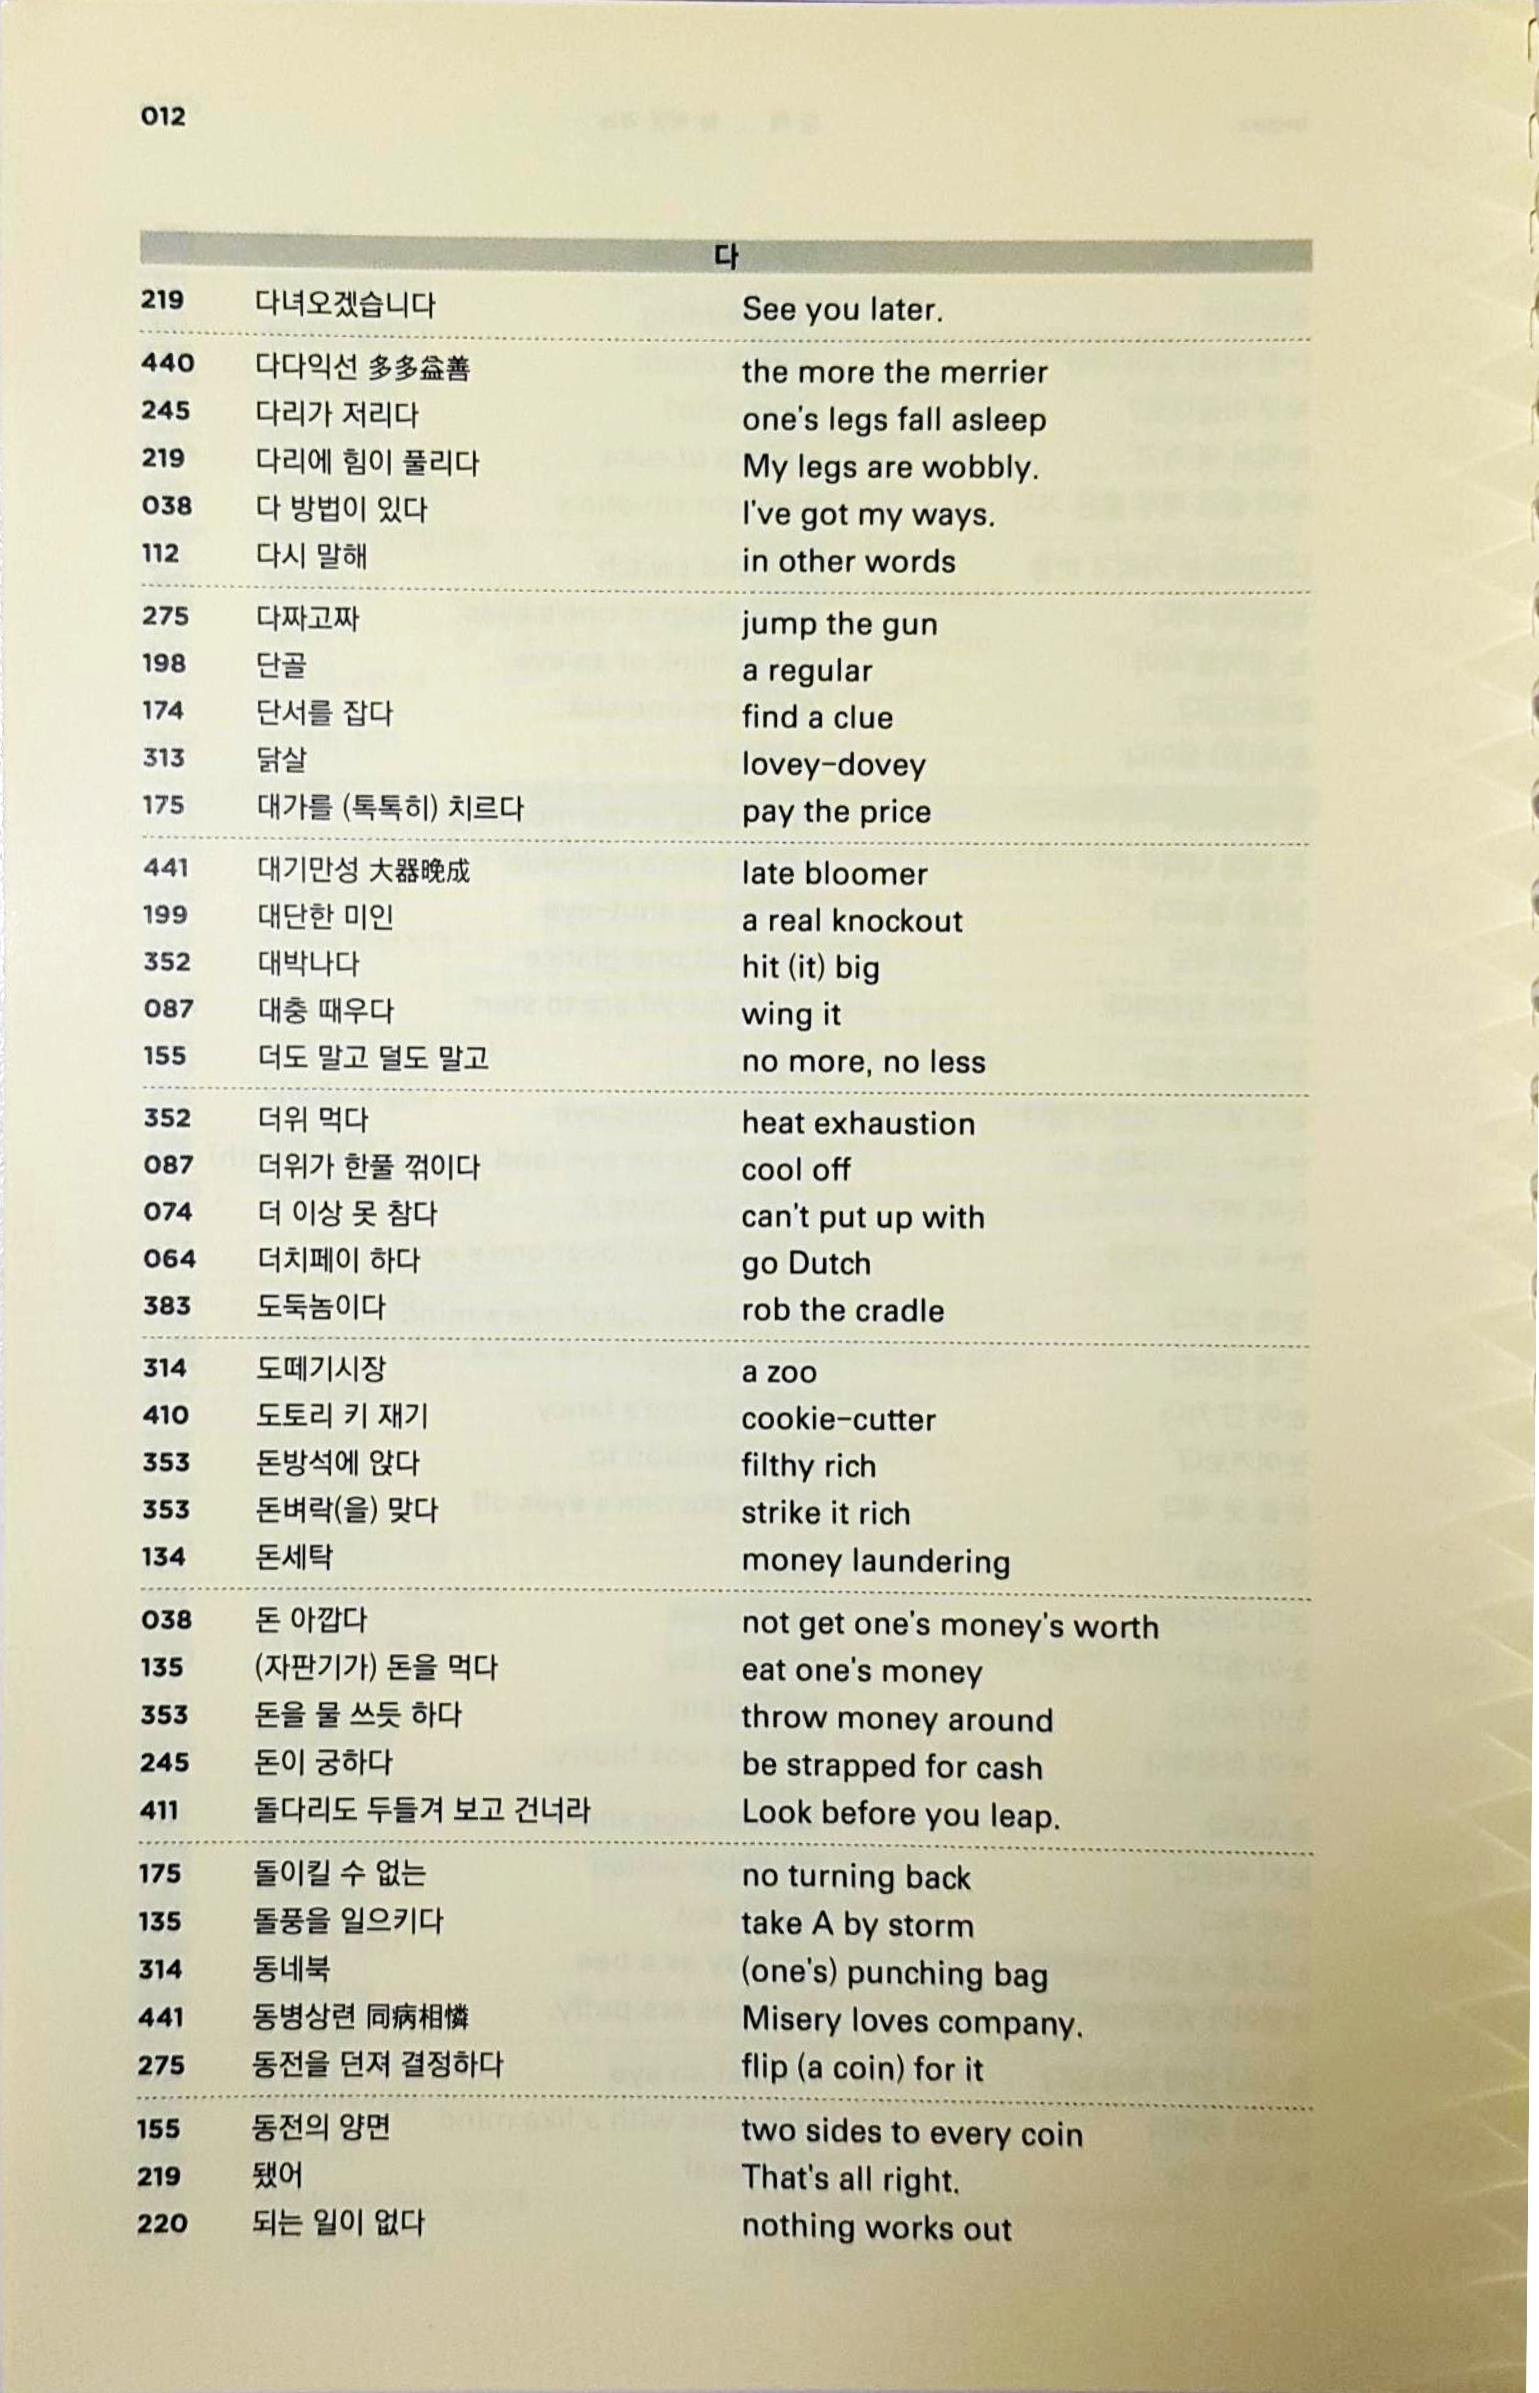 012
다
219 다녀오겠습니다 See you later.
440 다다익선 多多益善 the more the merrier
245 다리가 저리다 one's legs fall asleep
219 다리에 힘이 풀리다 My legs are wobbly.
038 다 방법이 있다 I've got my ways.
112 다시 말해 in other words
275 다짜고짜 jump the gun
198 단골 a regular
174 단서를 잡다 find a clue
313 닭살 lovey-dovey
175 대가를 (톡톡히) 치르다 pay the price
441 대기만성 大器晩成 late bloomer
199 대단한 미인 a real knockout
352 대박나다 hit (it) big
087 대충 때우다 wing it
155 더도 말고 덜도 말고 no more, no less
352 더위 먹다 heat exhaustion
087 더위가 한풀 꺾이다 cool off
074 더 이상 못 참다 can't put up with
064 더치페이 하다 go Dutch
383 도둑놈이다 rob the cradle
314 도떼기시장 a zoo
410 도토리 키 재기 cookie-cutter
353 돈방석에 앉다 filthy rich
353 돈벼락(을) 맞다 strike it rich
134 돈세탁 money laundering
038 돈 아깝다 not get one's money's worth
135 (자판기가) 돈을 먹다 eat one's money
353 돈을 물 쓰듯 하다 throw money around
245 돈이 궁하다 be strapped for cash
411 돌다리도 두들겨 보고 건너라 Look before you leap.
175 돌이킬 수 없는 no turning back
135 돌풍을 일으키다 take A by storm
314 동네북 (one's) punching bag
441 동병상련 同病相憐 Misery loves company.
275 동전을 던져 결정하다 flip (a coin) for it
155 동전의 양면 two sides to every coin
219 됐어 That's all right.
220 되는 일이 없다 nothing works out